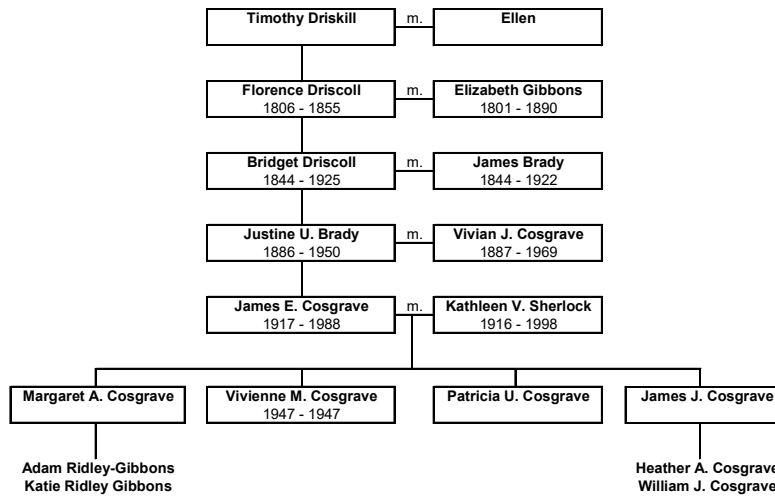 Timothy Driskill m. Ellen
Florence Driscoll m. Elizabeth Gibbons
1806 - 1855 1801 - 1890
Bridget Driscoll m. James Brady
1844 - 1925 1844 - 1922
Justine U. Brady m. Vivian J. Cosgrave
1886 - 1950 1887 - 1969
James E. Cosgrave m. Kathleen V. Sherlock
1917 - 1988 1916 - 1998
Margaret A. Cosgrave Vivienne M. Cosgrave Patricia U. Cosgrave James J. Cosgrave
1947 - 1947
Adam Ridley-Gibbons Heather A. Cosgrave
Katie Ridley Gibbons William J. Cosgrave